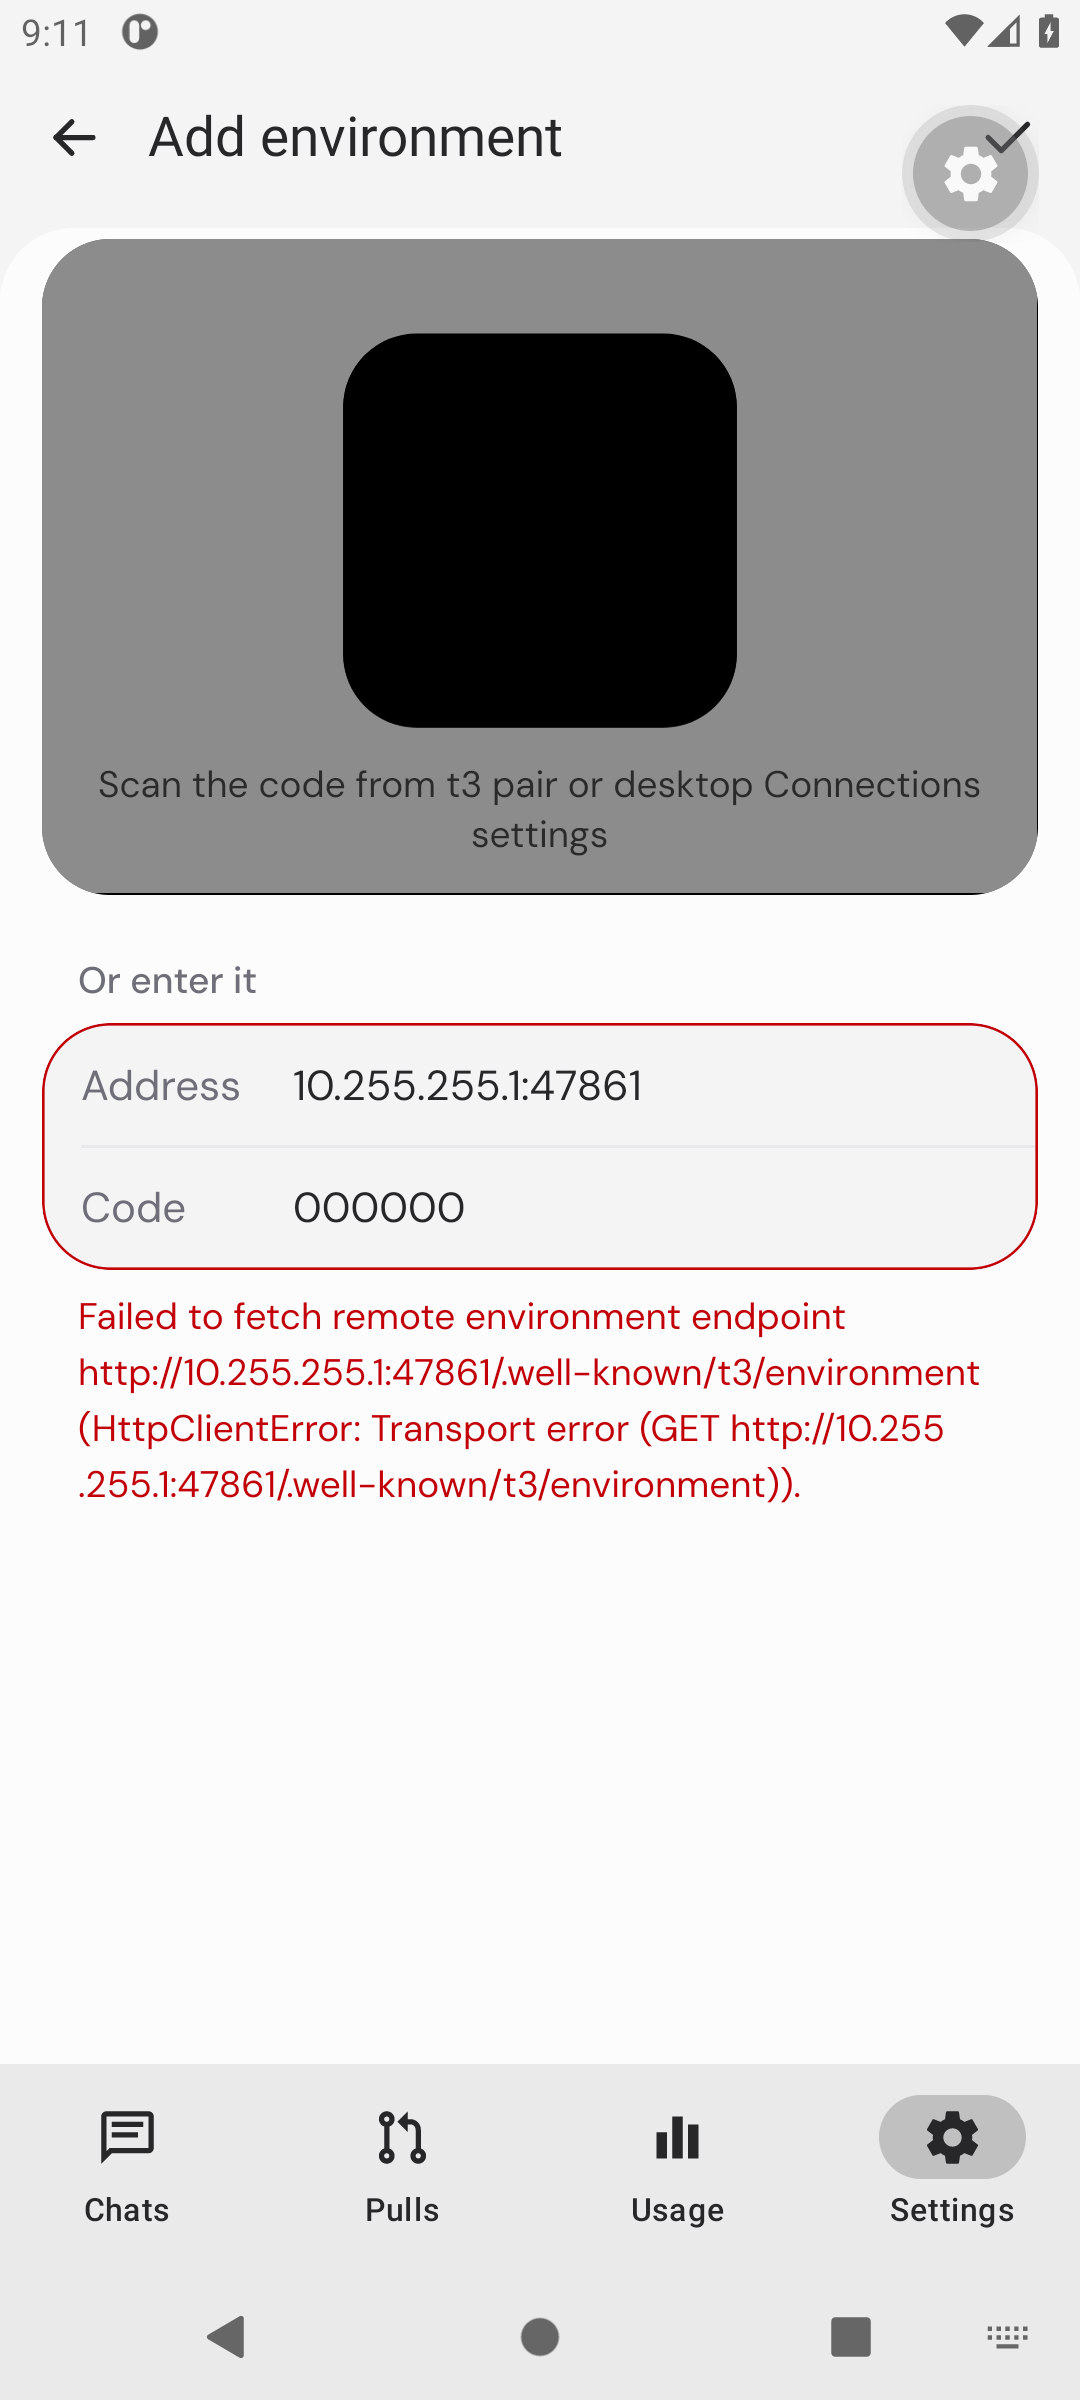 9:11
Add environment
Scan the code from t3 pair or desktop Connections
settings
Or enter it
Address 10.255.255.1:47861
Code 000000
Failed to fetch remote environment endpoint
http://10.255.255.1:47861/.well-known/t3/environment
(HttpClientError: Transport error (GET http://10.255
.255.1:47861/.well-known/t3/environment)).
Chats Pulls Usage Settings